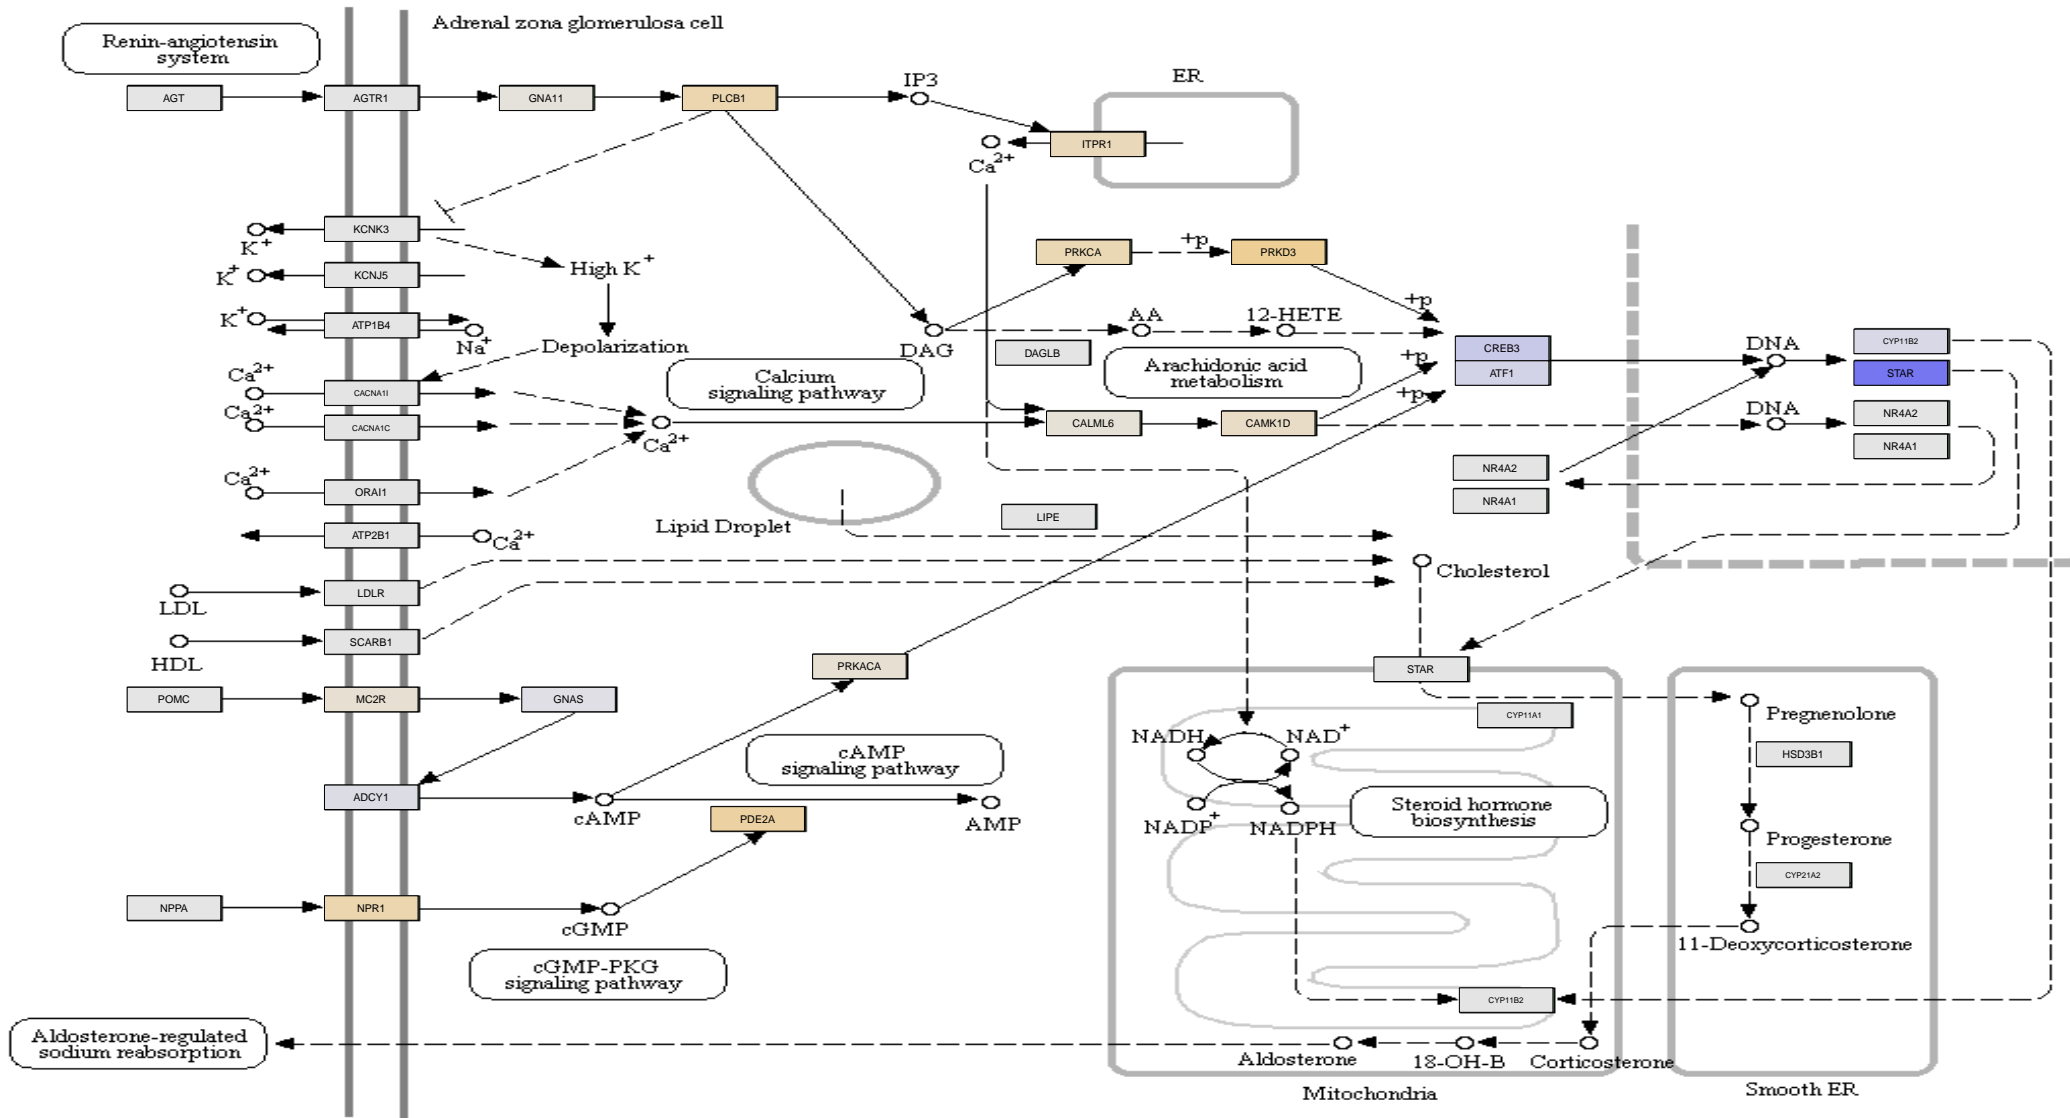 Adrenal zona glomerulosa cell
Renin-angiotensin
system
AGT
AGTR1
GNA11
PLCB1
IP3
ER
ITPR1
Ca2+
KCNK3
K+
KCNJ5
K+
High K+
PRKCA
+p
PRKD3
+p
K+
ATP1B4
Na+
Depolarization
DAG
AA
12-HETE
DAGLB
Arachidonic acid
metabolism
CREB3
ATF1
+p
+p
DNA
CYP11B2
STAR
Ca2+
CACNA1I
Calcium
signaling pathway
Ca2+
CACNA1C
Ca2+
CALML6
CAMK1D
DNA
NR4A2
NR4A1
NR4A2
NR4A1
Ca2+
ORAI1
Lipid Droplet
LIPE
ATP2B1
Ca2+
Cholesterol
LDL
LDLR
HDL
SCARB1
PRKACA
STAR
POMC
MC2R
GNAS
CYP11A1
Pregnenolone
NADH
NAD+
HSD3B1
cAMP
signaling pathway
ADCY1
cAMP
AMP
PDE2A
NADP+
NADPH
Steroid hormone
biosynthesis
Progesterone
CYP21A2
NPPA
NPR1
cGMP
11-Deoxycorticosterone
cGMP-PKG
signaling pathway
CYP11B2
Aldosterone-regulated
sodium reabsorption
Aldosterone
18-OH-B
Corticosterone
Mitochondria
Smooth ER